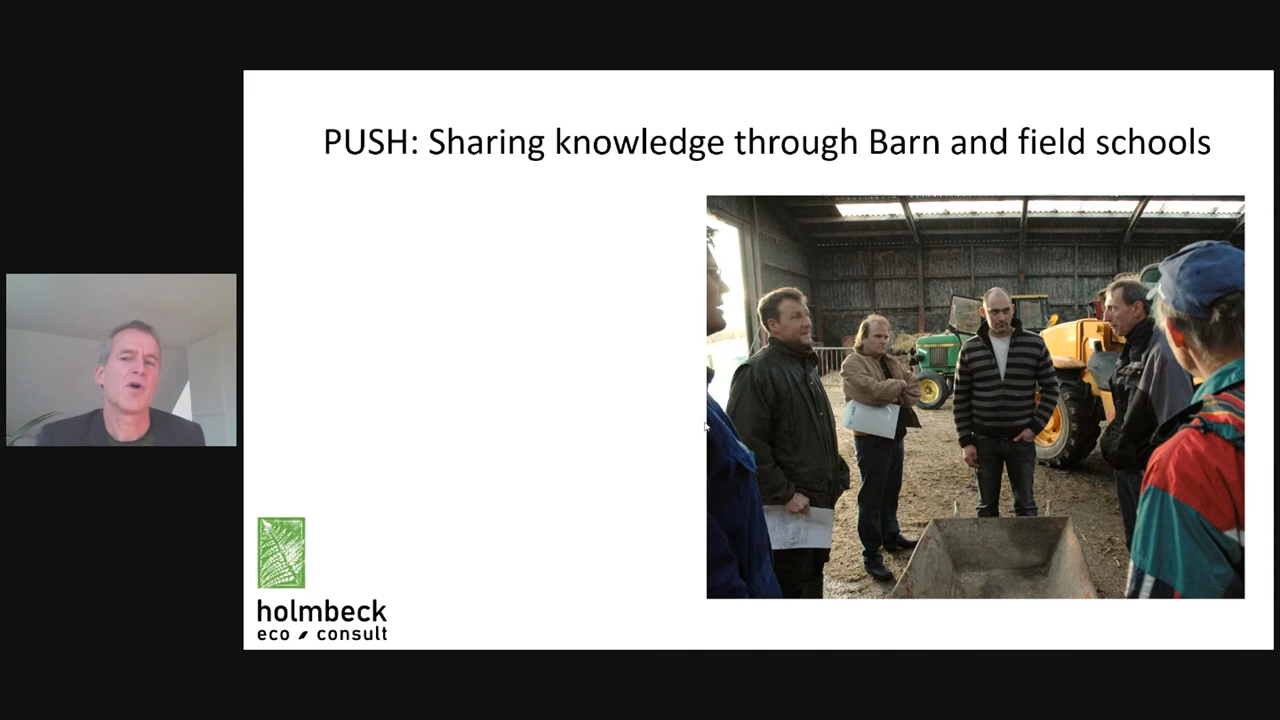 PUSH: Sharing knowledge through Barn and field schools
holmbeck
eco consult